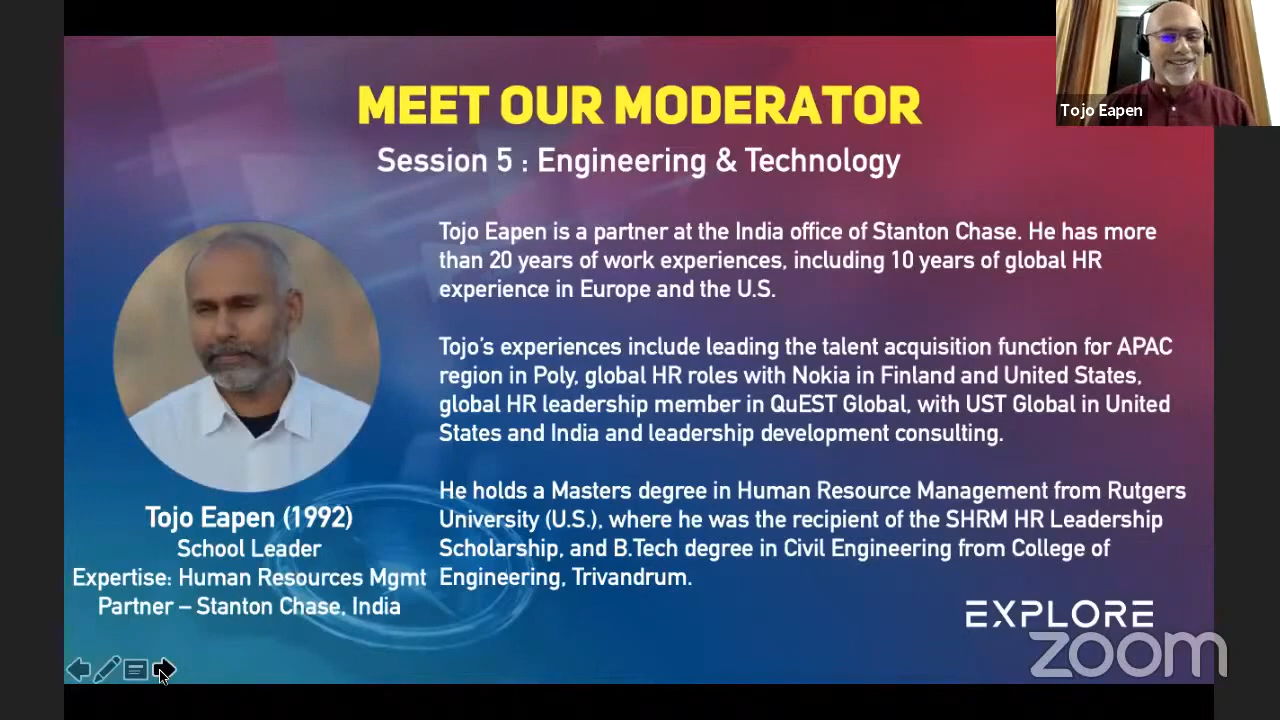 MEET OUR MODERATOR
Session 5 : Engineering & Technology
Tojo Eapen
Tojo Eapen is a partner at the India office of Stanton Chase. He has more
than 20 years of work experiences, including 10 years of global HR
experience in Europe and the U.S.
Tojo's experiences include leading the talent acquisition function for APAC
region in Poly, global HR roles with Nokia in Finland and United States,
global HR leadership member in QuEST Global, with UST Global in United
States and India and leadership development consulting.
He holds a Masters degree in Human Resource Management from Rutgers
University (U.S.), where he was the recipient of the SHRM HR Leadership
Scholarship, and B.Tech degree in Civil Engineering from College of
Engineering, Trivandrum.
Tojo Eapen (1992)
School Leader
Expertise: Human Resources Mgmt
Partner – Stanton Chase, India
EXPLORE
zoom